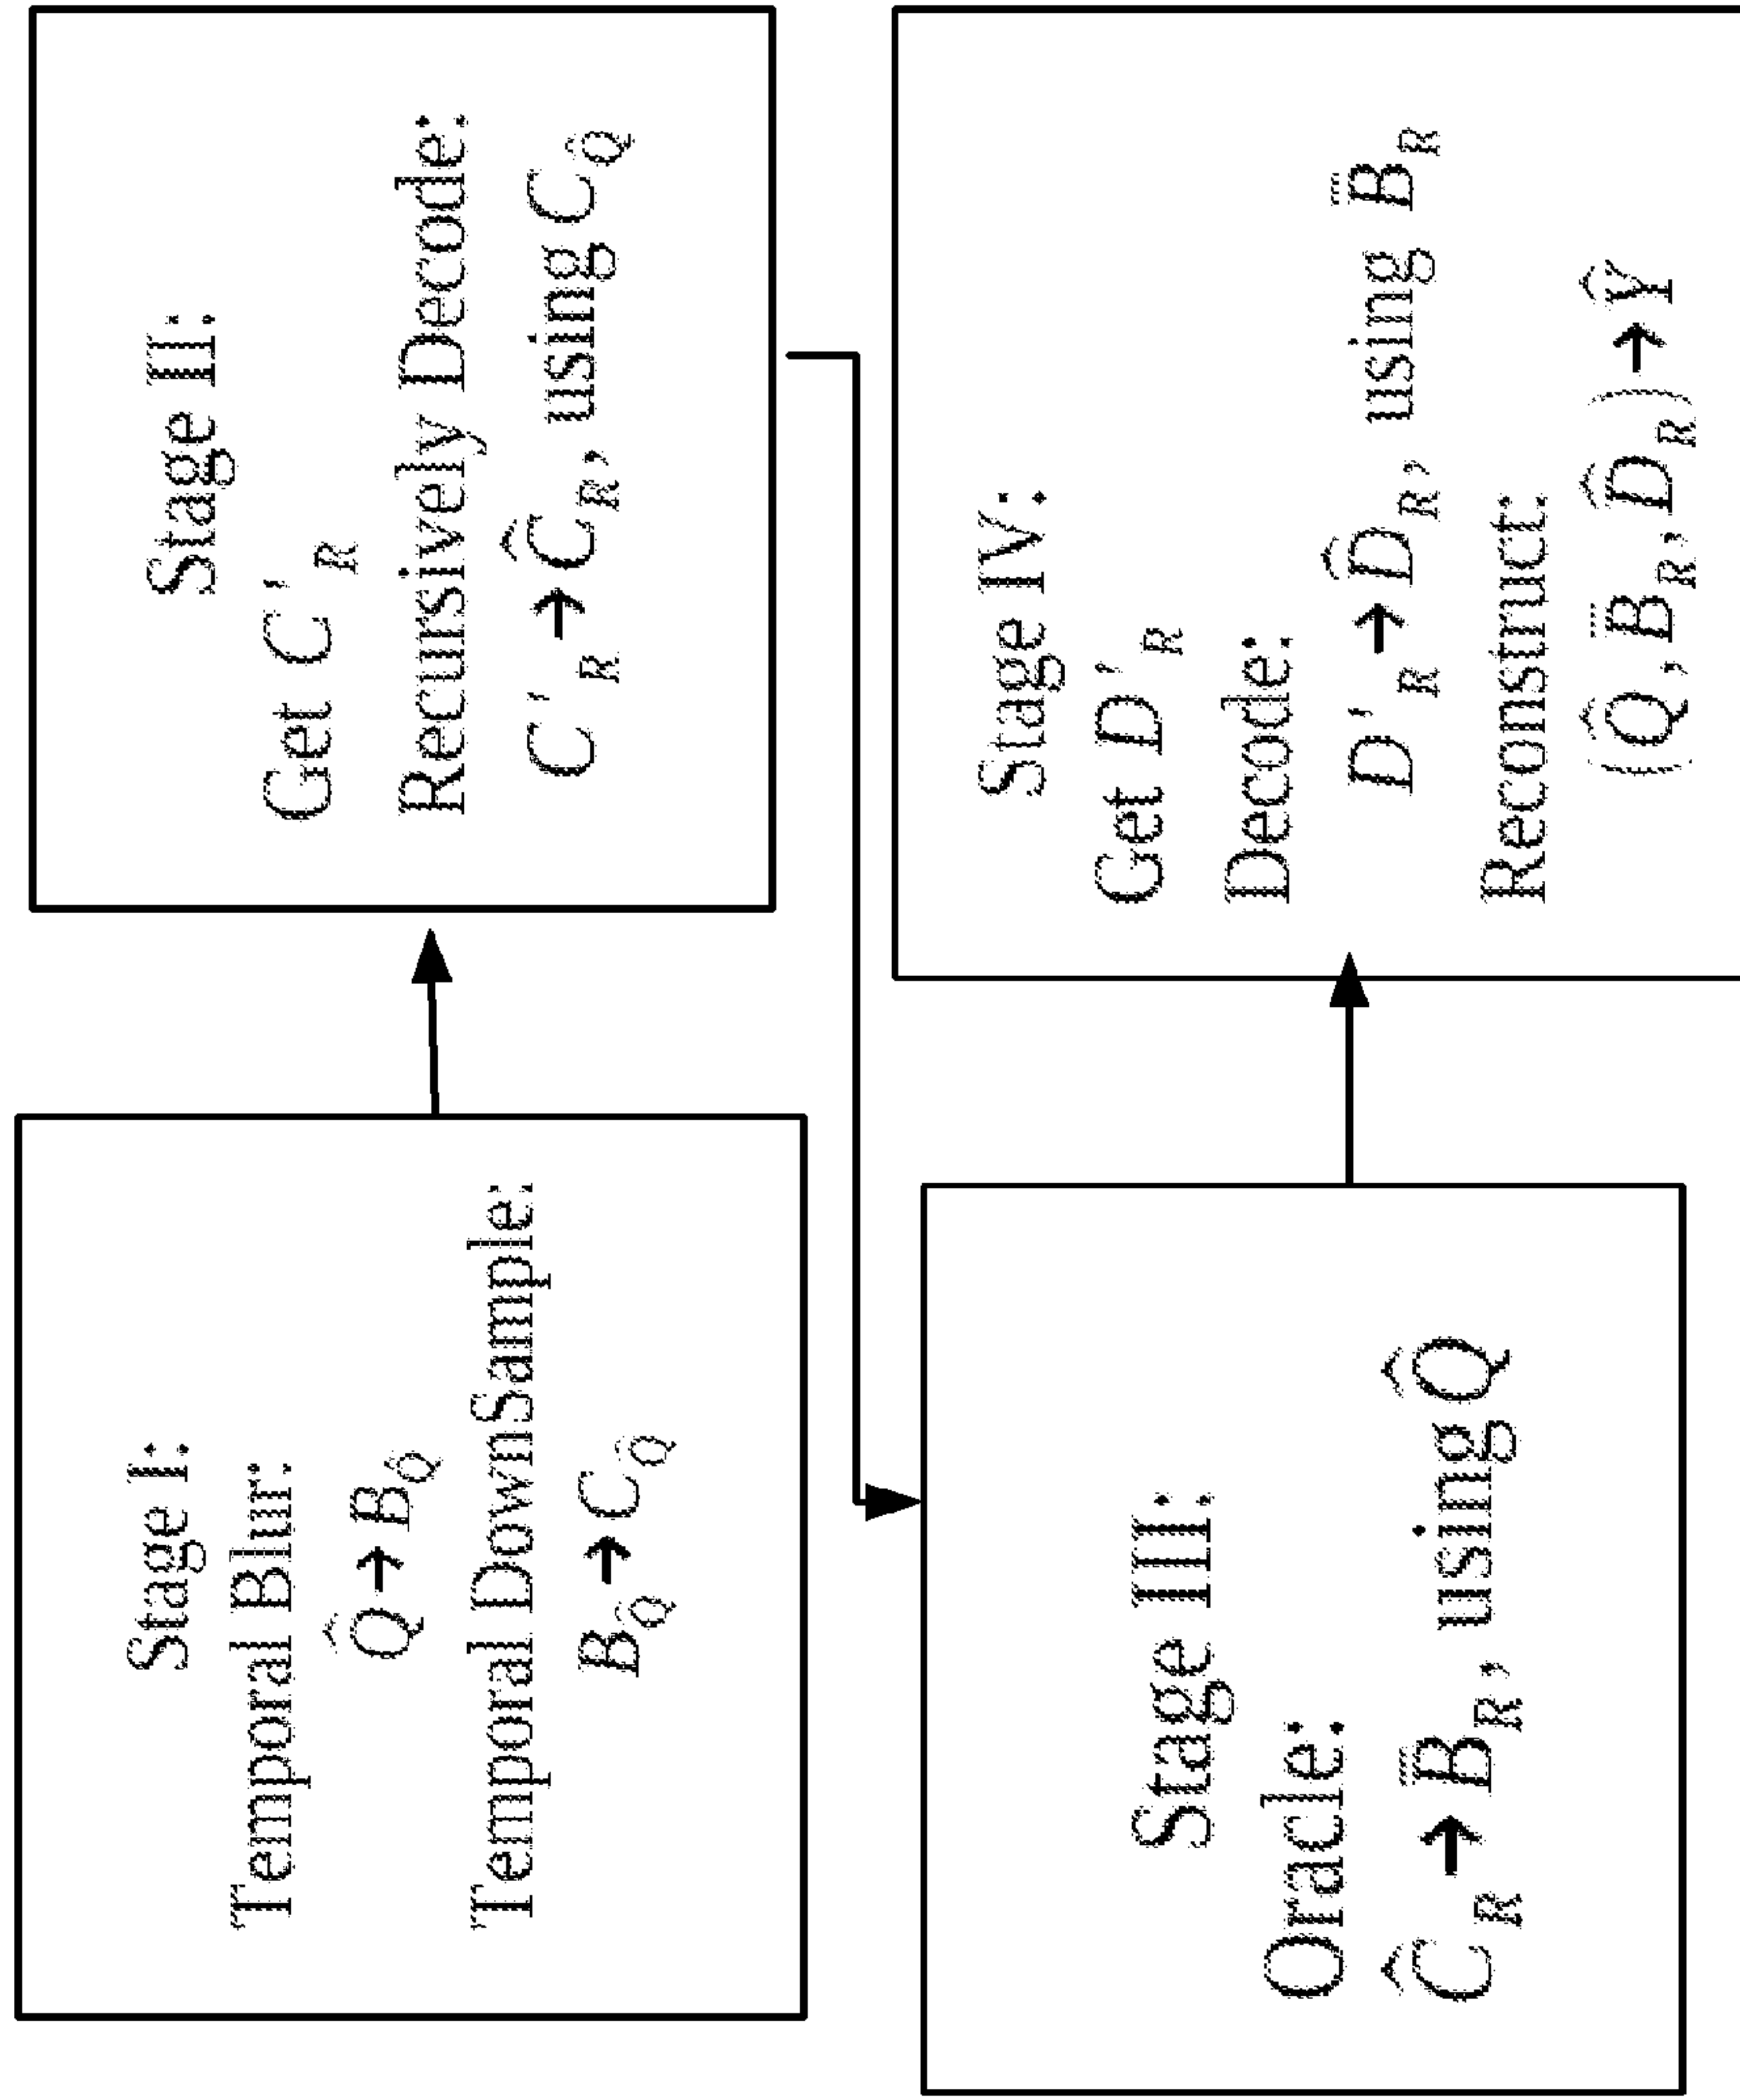 Stage I:
Temporal Blur:
Q̂ → B_Q̂
Temporal DownSample:
B_Q̂ → C_Q̂
Stage II:
Get C'_R
Recursively Decode:
C'_R → Ĉ_R, using C_Q̂
Stage III:
Oracle:
Ĉ_R → B̿_R, using Q̂
Stage IV:
Get D'_R
Decode:
D'_R → D̂_R, using B̿_R
Reconstruct:
(Q̂, B̿_R, D̂_R) → Ŷ